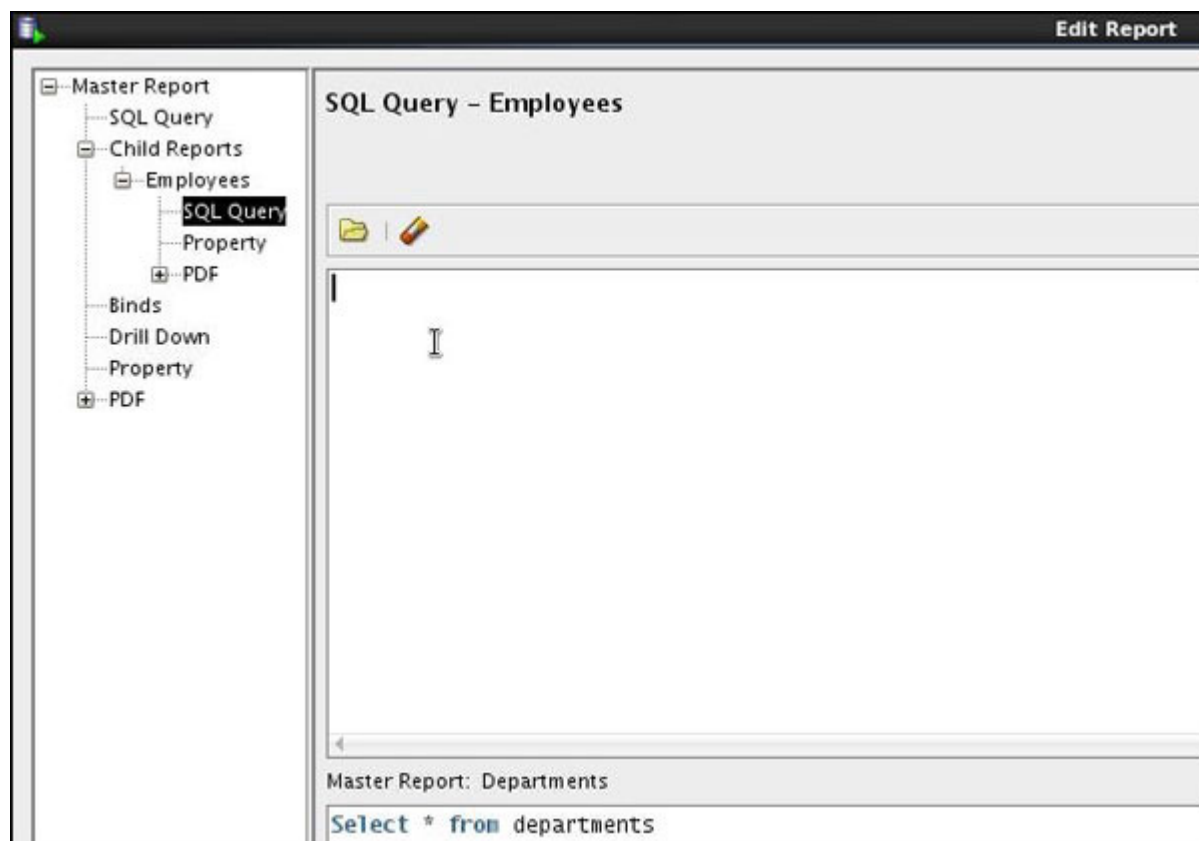 Edit Report
Master Report
SQL Query
Child Reports
Employees
SQL Query
Property
PDF
Binds
Drill Down
Property
PDF
SQL Query – Employees
Master Report: Departments
Select * from departments